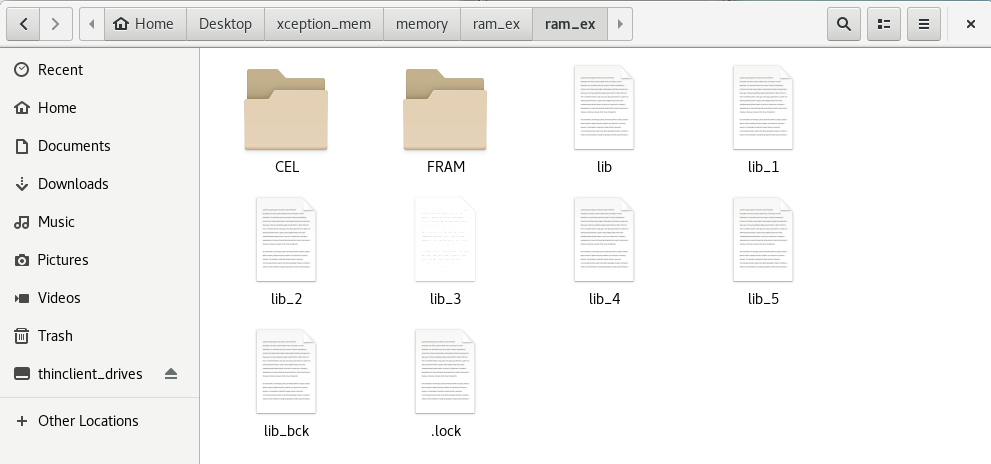 Home Desktop xception_mem memory ram_ex ram_ex
Recent
Home
Documents
Downloads
Music
Pictures
Videos
Trash
thinclient_drives
Other Locations
CEL FRAM lib lib_1
lib_2 lib_3 lib_4 lib_5
lib_bck .lock